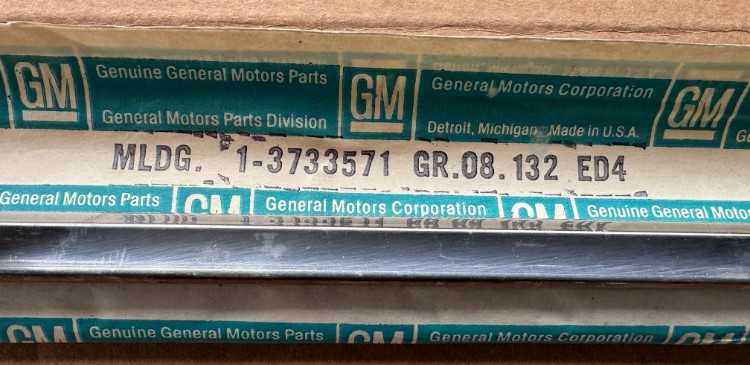 GM Genuine General Motors Parts GM General Motors Corporation GM
General Motors Parts Division Detroit, Michigan, Made in U.S.A.
MLDG. 1-3733571 GR.08.132 ED4
Motors Parts GM General Motors Corporation GM Genuine General Motors Parts
GM Genuine General Motors Parts GM General Motors Corporation